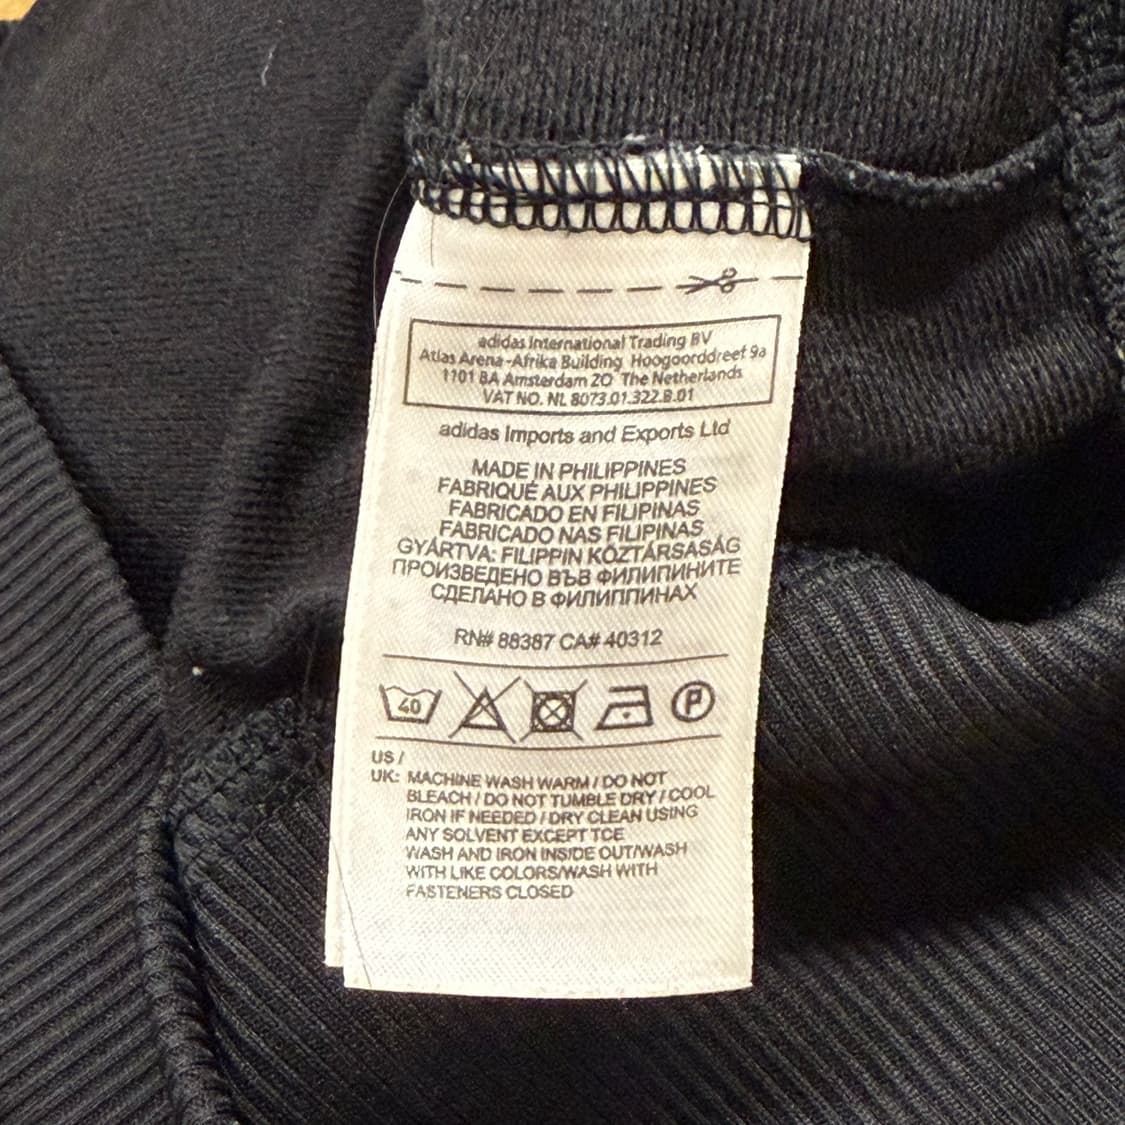 adidas International Trading BV
Atlas Arena-Afrika Building Hoogoorddreef 9a
1101 BA Amsterdam ZO The Netherlands
VAT NO. NL 8073.01.322.B.01
adidas Imports and Exports Ltd
MADE IN PHILIPPINES
FABRIQUÉ AUX PHILIPPINES
FABRICADO EN FILIPINAS
FABRICADO NAS FILIPINAS
GYÁRTVA: FILIPPIN KÖZTÁRSASÁG
ПРОИЗВЕДЕНО ВЪВ ФИЛИПИНИТЕ
СДЕЛАНО В ФИЛИППИНАХ
RN# 88387 CA# 40312
40 P
US /
UK: MACHINE WASH WARM / DO NOT
BLEACH / DO NOT TUMBLE DRY / COOL
IRON IF NEEDED / DRY CLEAN USING
ANY SOLVENT EXCEPT TCE
WASH AND IRON INSIDE OUT/WASH
WITH LIKE COLORS/WASH WITH
FASTENERS CLOSED